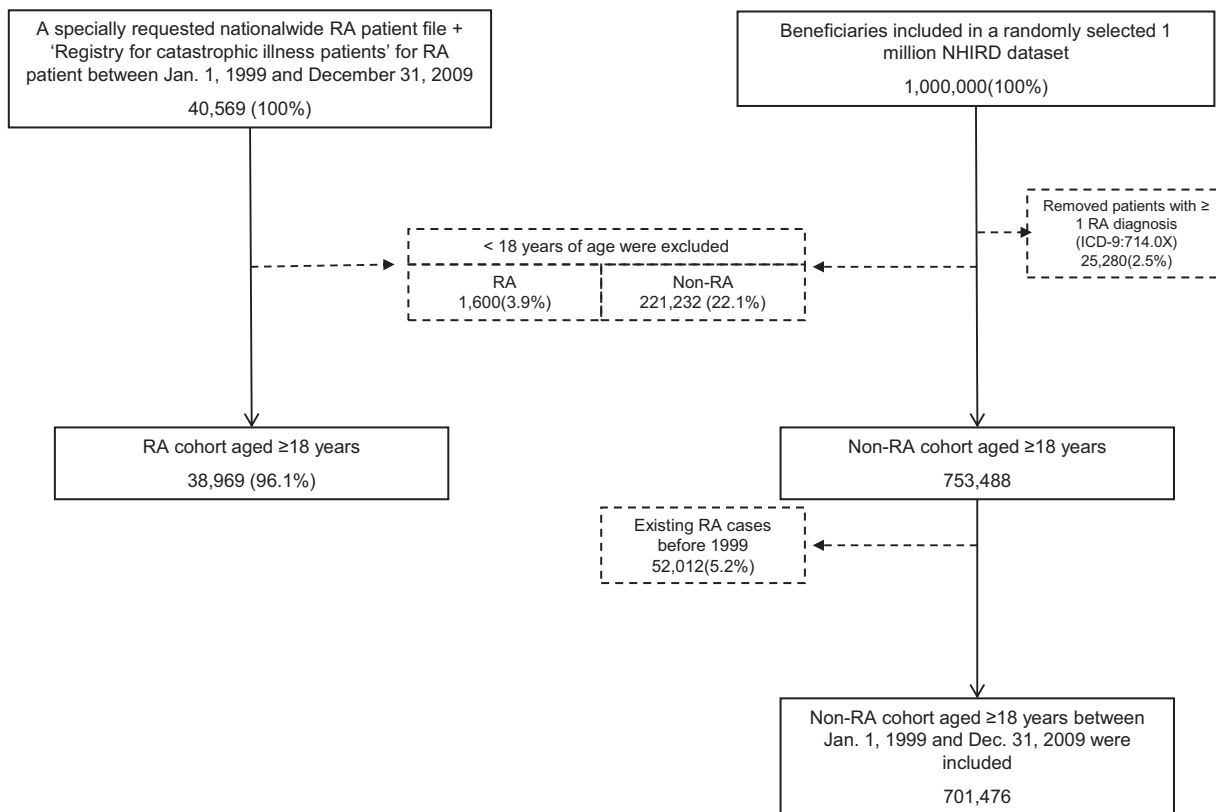 A specially requested nationalwide RA patient file +
‘Registry for catastrophic illness patients’ for RA
patient between Jan. 1, 1999 and December 31, 2009
40,569 (100%)
Beneficiaries included in a randomly selected 1
million NHIRD dataset
1,000,000(100%)
Removed patients with ≥
1 RA diagnosis
(ICD-9:714.0X)
25,280(2.5%)
< 18 years of age were excluded
RA
1,600(3.9%)
Non-RA
221,232 (22.1%)
RA cohort aged ≥18 years
38,969 (96.1%)
Non-RA cohort aged ≥18 years
753,488
Existing RA cases
before 1999
52,012(5.2%)
Non-RA cohort aged ≥18 years between
Jan. 1, 1999 and Dec. 31, 2009 were
included
701,476